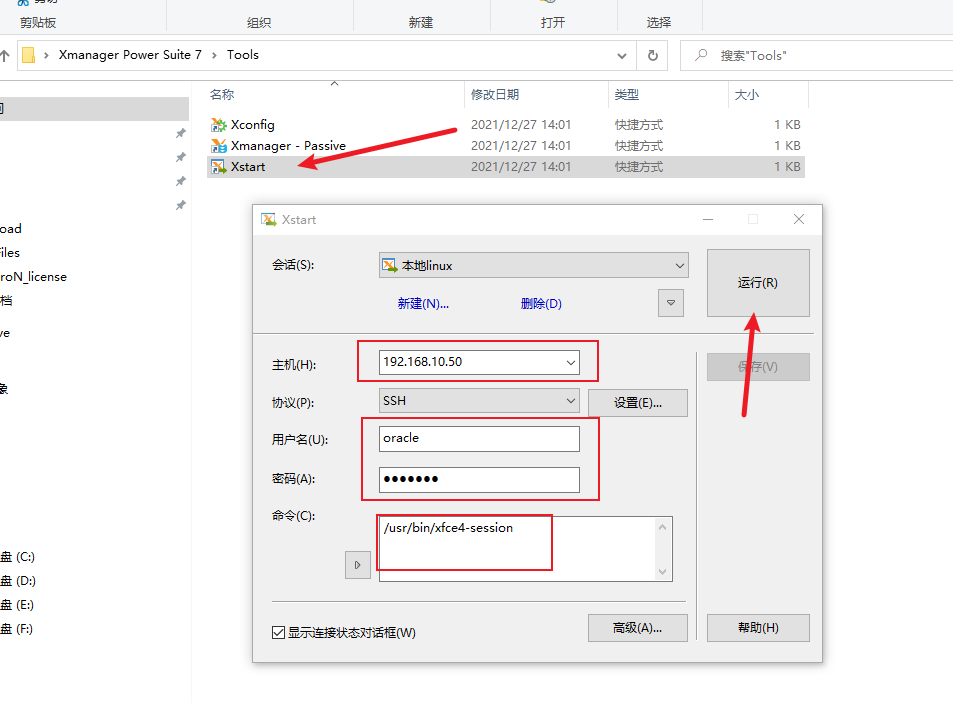 剪切
剪贴板
组织
新建
打开
选择
Xmanager Power Suite 7 › Tools
搜索"Tools"
名称 修改日期 类型 大小
Xconfig 2021/12/27 14:01 快捷方式 1 KB
Xmanager - Passive 2021/12/27 14:01 快捷方式 1 KB
Xstart 2021/12/27 14:01 快捷方式 1 KB
oad
iles
roN_license
档
ve
象
盘 (C:)
盘 (D:)
盘 (E:)
盘 (F:)
Xstart
会话(S): 本地linux
运行(R)
新建(N)... 删除(D)
主机(H): 192.168.10.50
保存(V)
协议(P): SSH 设置(E)...
用户名(U): oracle
密码(A): ●●●●●●●
命令(C): /usr/bin/xfce4-session
显示连接状态对话框(W) 高级(A)... 帮助(H)